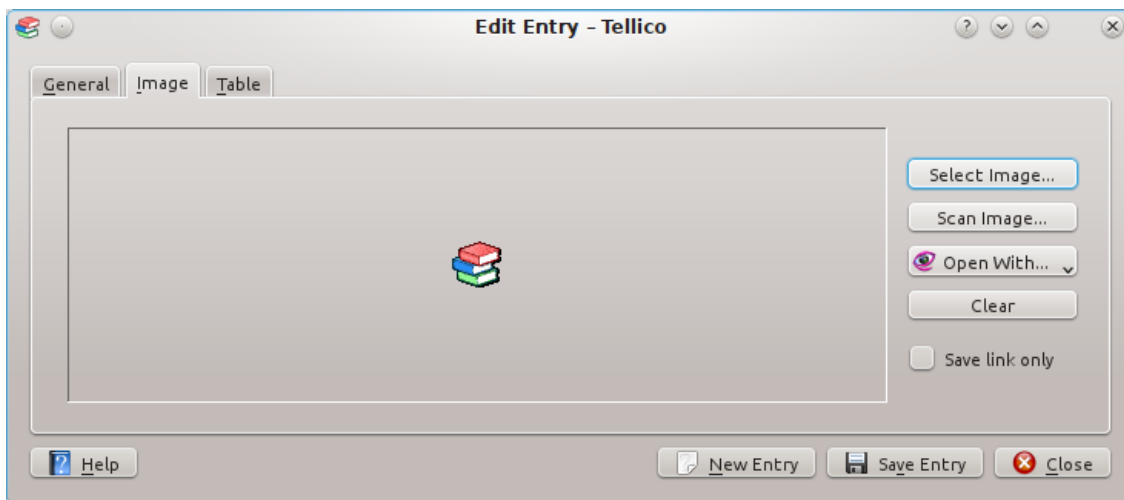 Edit Entry – Tellico
General Image Table
Select Image...
Scan Image...
Open With...
Clear
Save link only
Help New Entry Save Entry Close